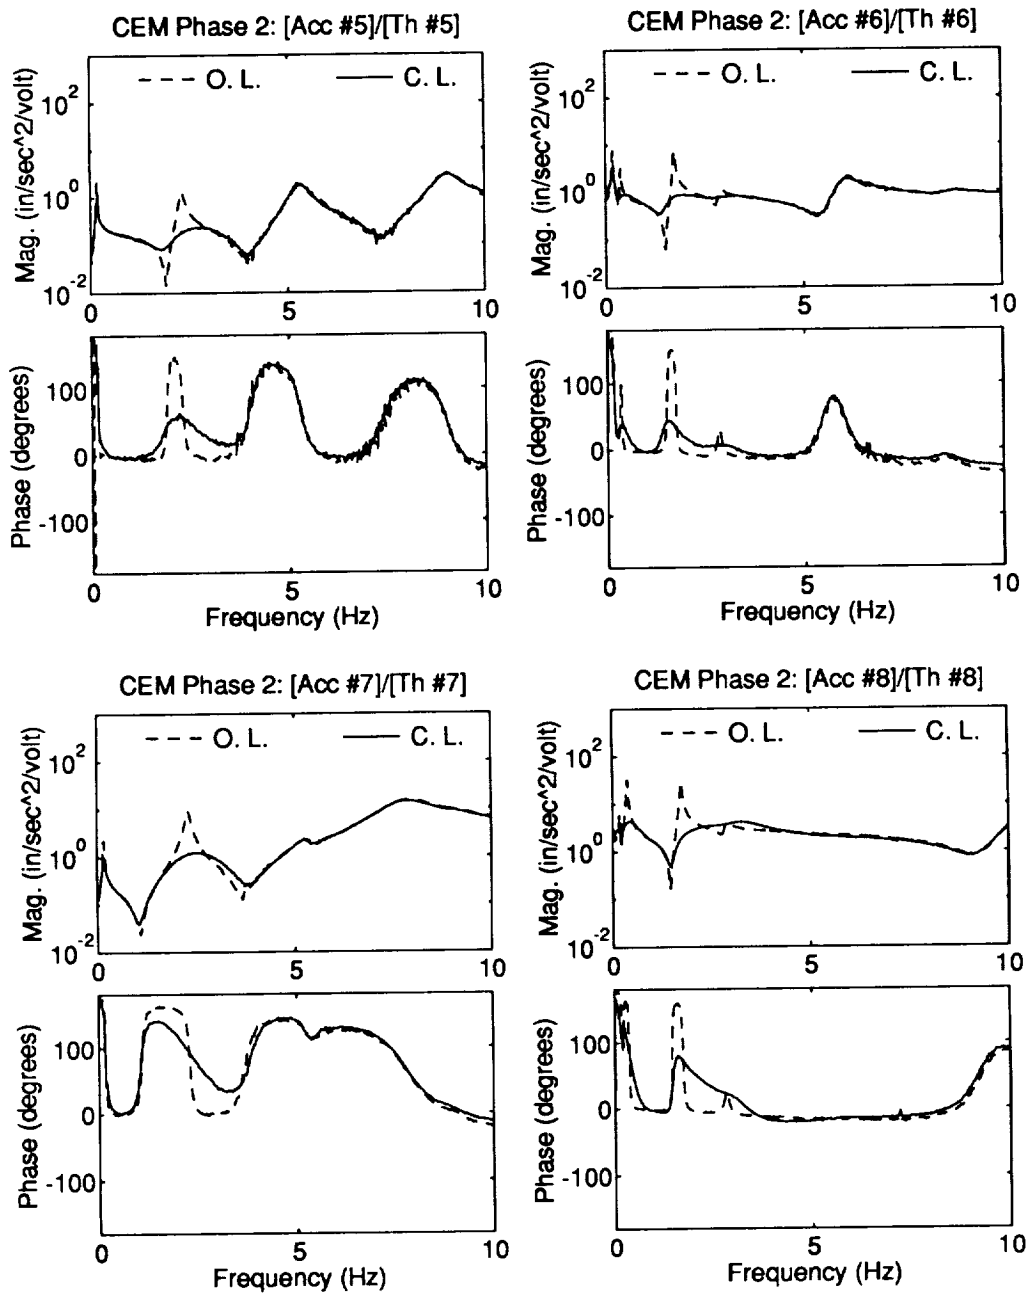 CEM Phase 2: [Acc #5]/[Th #5]
O. L.
C. L.
Mag. (in/sec^2/volt)
10^2
10^0
10^-2
0
5
10
Phase (degrees)
100
0
-100
0
5
10
Frequency (Hz)
CEM Phase 2: [Acc #6]/[Th #6]
O. L.
C. L.
Mag. (in/sec^2/volt)
10^2
10^0
10^-2
0
5
10
Phase (degrees)
100
0
-100
0
5
10
Frequency (Hz)
CEM Phase 2: [Acc #7]/[Th #7]
O. L.
C. L.
Mag. (in/sec^2/volt)
10^2
10^0
10^-2
0
5
10
Phase (degrees)
100
0
-100
0
5
10
Frequency (Hz)
CEM Phase 2: [Acc #8]/[Th #8]
O. L.
C. L.
Mag. (in/sec^2/volt)
10^2
10^0
10^-2
0
5
10
Phase (degrees)
100
0
-100
0
5
10
Frequency (Hz)